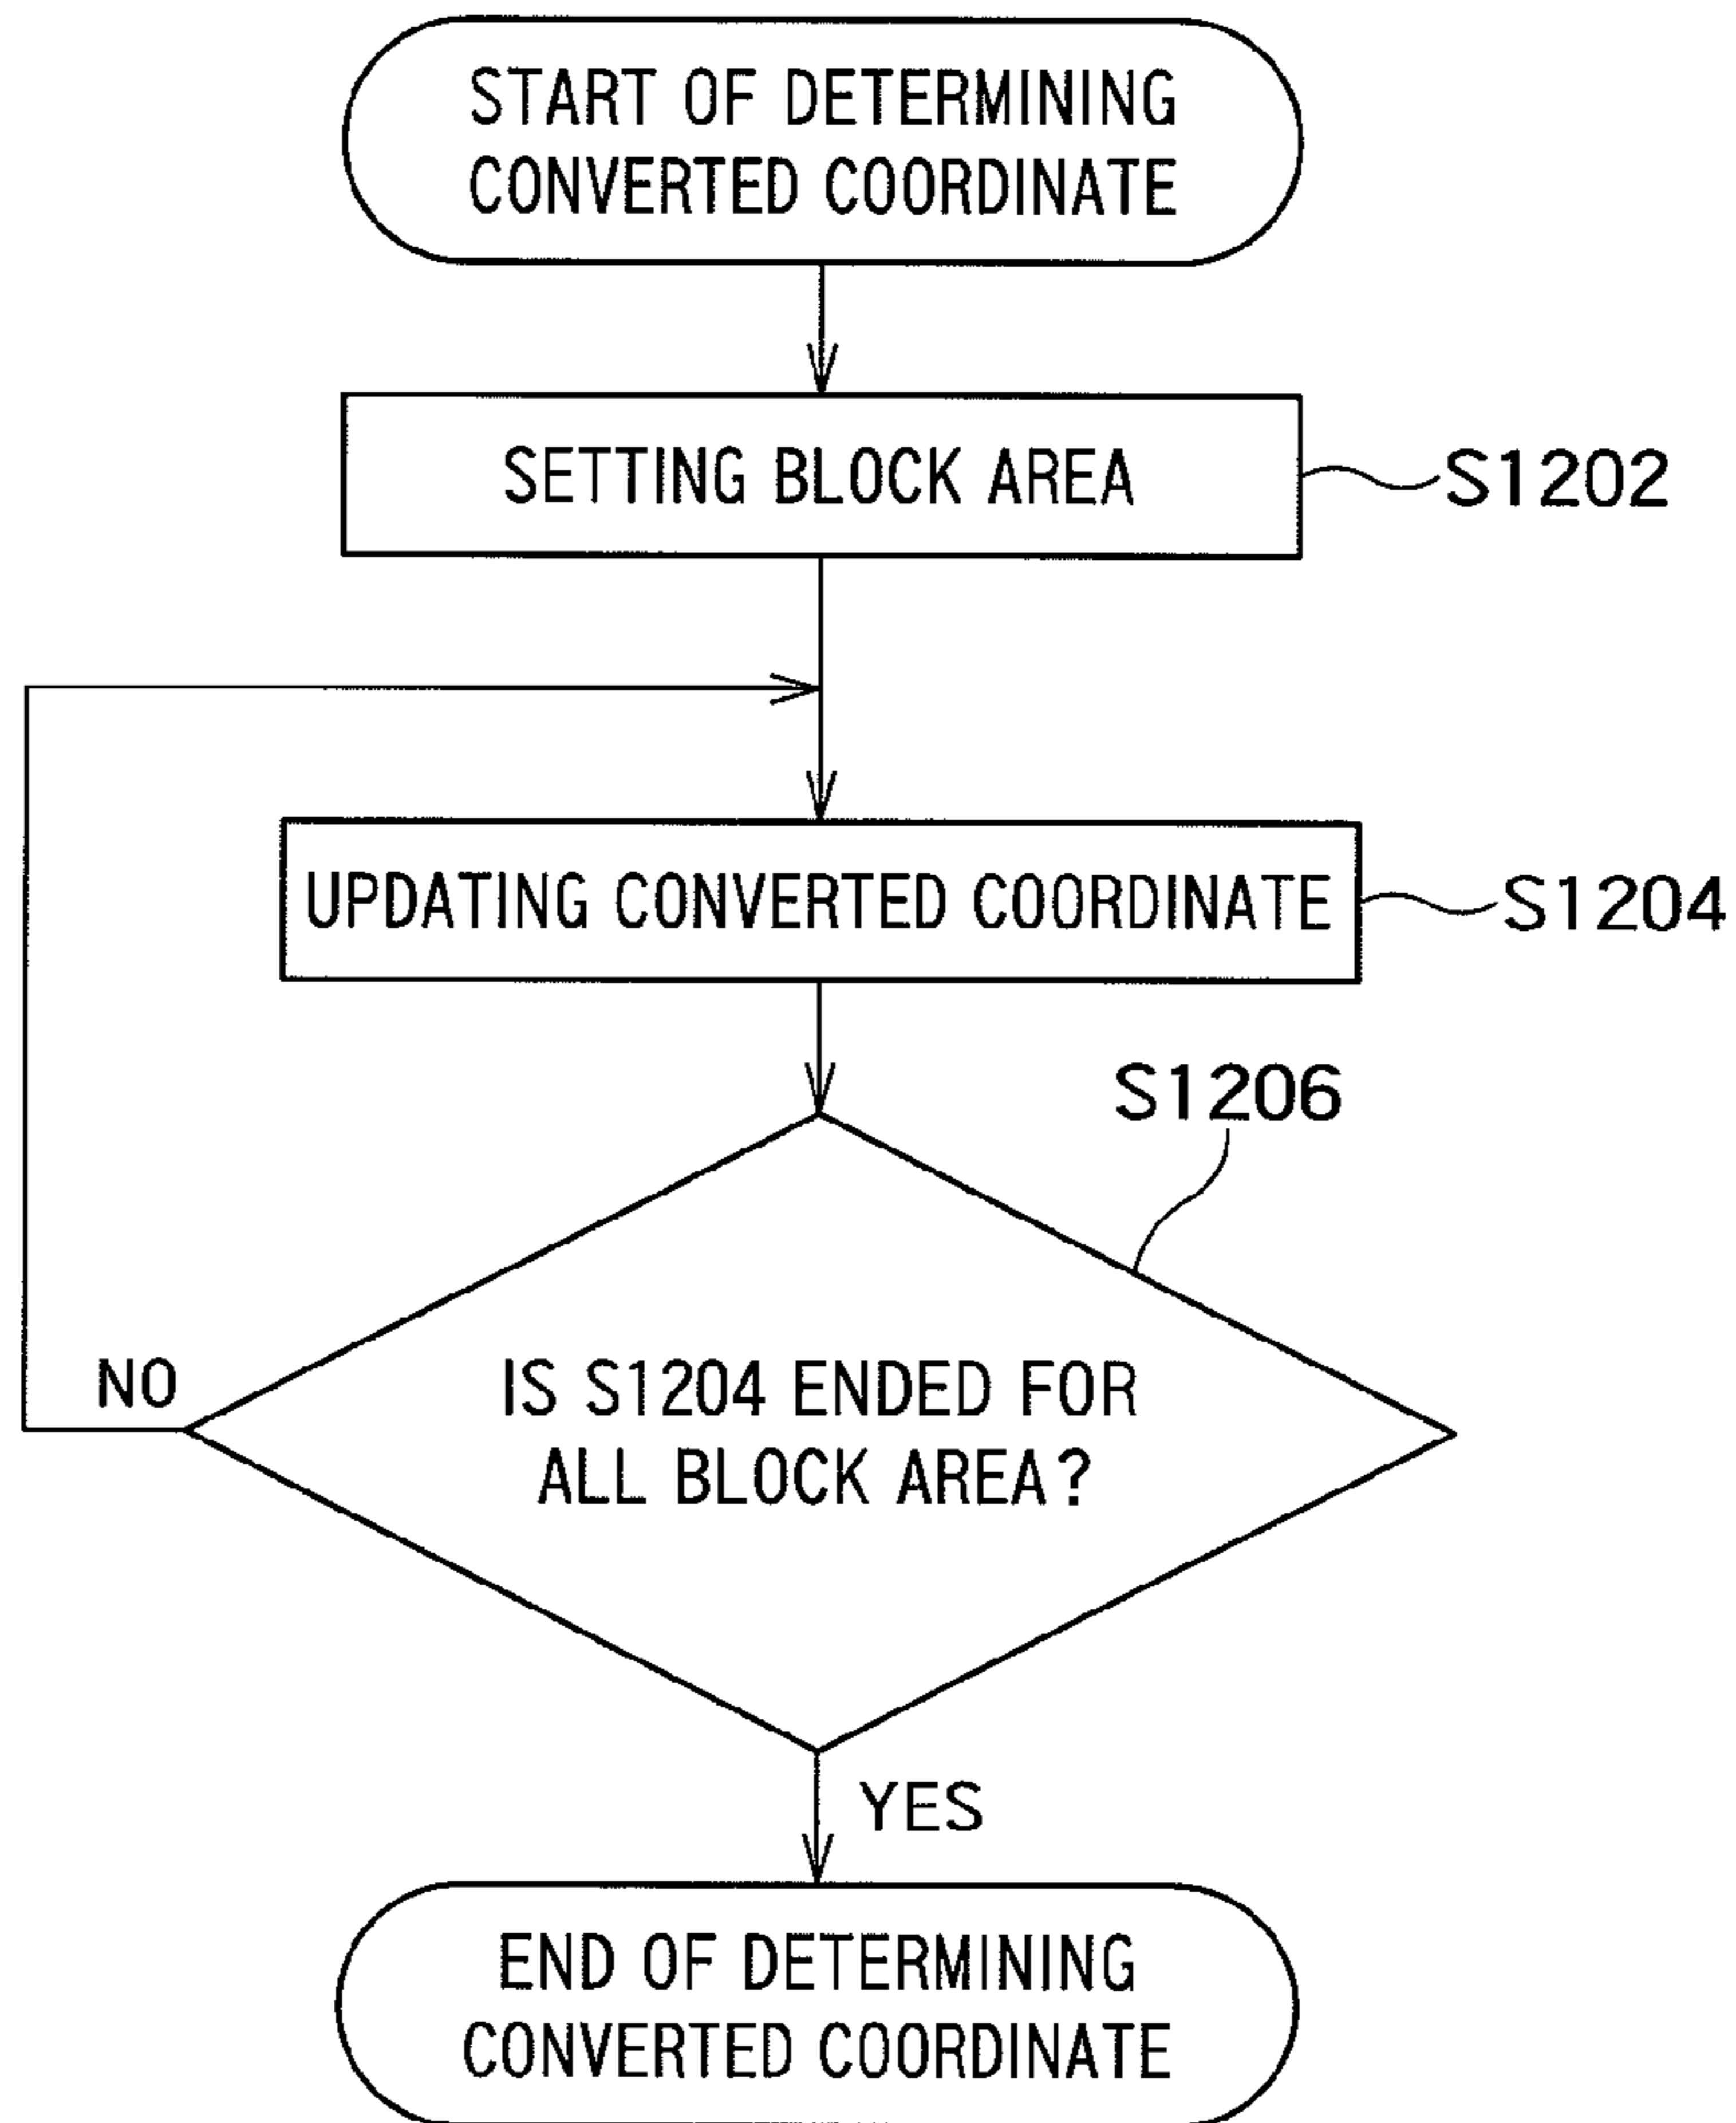 START OF DETERMINING
CONVERTED COORDINATE
SETTING BLOCK AREA
S1202
UPDATING CONVERTED COORDINATE
S1204
S1206
NO
IS S1204 ENDED FOR
ALL BLOCK AREA?
YES
END OF DETERMINING
CONVERTED COORDINATE